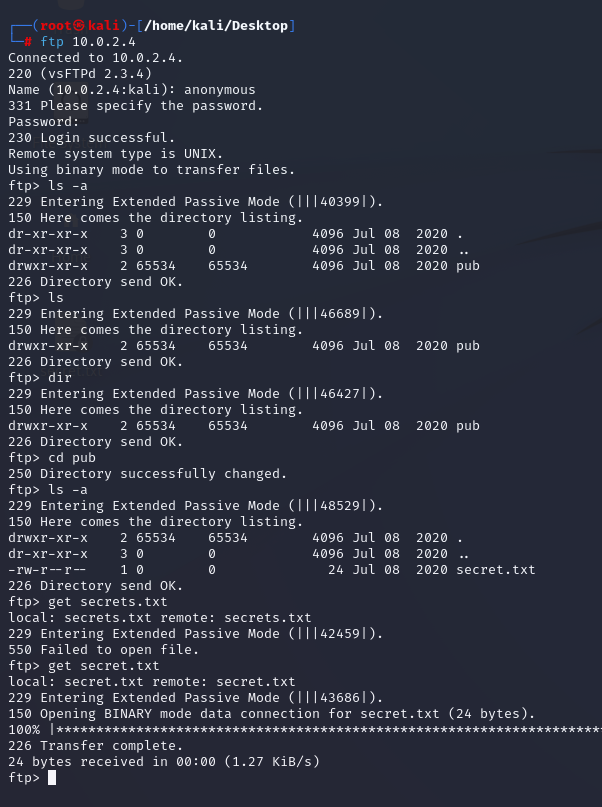 ┌──(root㉿kali)-[/home/kali/Desktop]
└─# ftp 10.0.2.4
Connected to 10.0.2.4.
220 (vsFTPd 2.3.4)
Name (10.0.2.4:kali): anonymous
331 Please specify the password.
Password:
230 Login successful.
Remote system type is UNIX.
Using binary mode to transfer files.
ftp> ls -a
229 Entering Extended Passive Mode (|||40399|).
150 Here comes the directory listing.
dr-xr-xr-x    3 0        0            4096 Jul 08  2020 .
dr-xr-xr-x    3 0        0            4096 Jul 08  2020 ..
drwxr-xr-x    2 65534    65534        4096 Jul 08  2020 pub
226 Directory send OK.
ftp> ls
229 Entering Extended Passive Mode (|||46689|).
150 Here comes the directory listing.
drwxr-xr-x    2 65534    65534        4096 Jul 08  2020 pub
226 Directory send OK.
ftp> dir
229 Entering Extended Passive Mode (|||46427|).
150 Here comes the directory listing.
drwxr-xr-x    2 65534    65534        4096 Jul 08  2020 pub
226 Directory send OK.
ftp> cd pub
250 Directory successfully changed.
ftp> ls -a
229 Entering Extended Passive Mode (|||48529|).
150 Here comes the directory listing.
drwxr-xr-x    2 65534    65534        4096 Jul 08  2020 .
dr-xr-xr-x    3 0        0            4096 Jul 08  2020 ..
-rw-r--r--    1 0        0              24 Jul 08  2020 secret.txt
226 Directory send OK.
ftp> get secrets.txt
local: secrets.txt remote: secrets.txt
229 Entering Extended Passive Mode (|||42459|).
550 Failed to open file.
ftp> get secret.txt
local: secret.txt remote: secret.txt
229 Entering Extended Passive Mode (|||43686|).
150 Opening BINARY mode data connection for secret.txt (24 bytes).
100% |********************************************************************
226 Transfer complete.
24 bytes received in 00:00 (1.27 KiB/s)
ftp>